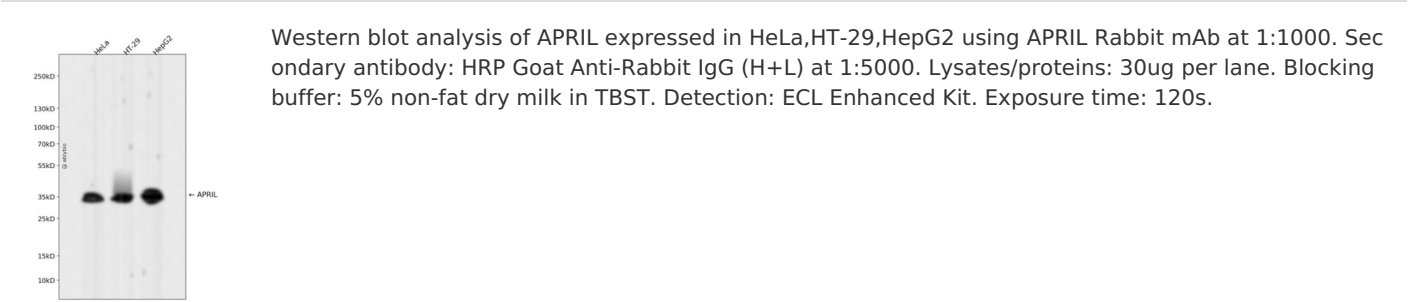 HeLa
HT-29
HepG2
250kD
130kD
100kD
70kD
55kD
35kD
25kD
15kD
10kD
← APRIL
@ abiytos
Western blot analysis of APRIL expressed in HeLa,HT-29,HepG2 using APRIL Rabbit mAb at 1:1000. Sec
ondary antibody: HRP Goat Anti-Rabbit IgG (H+L) at 1:5000. Lysates/proteins: 30ug per lane. Blocking
buffer: 5% non-fat dry milk in TBST. Detection: ECL Enhanced Kit. Exposure time: 120s.